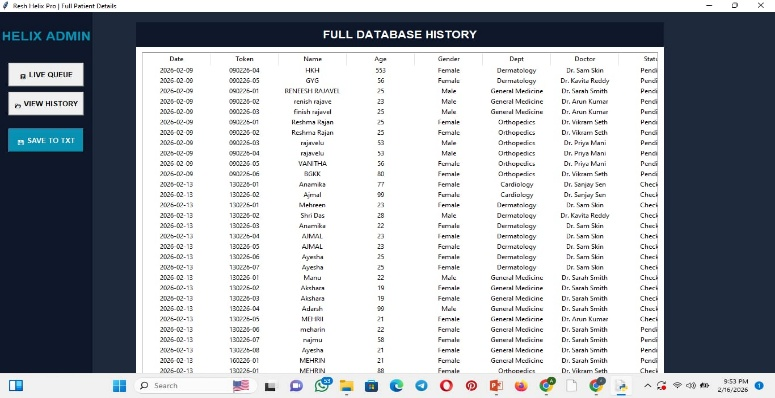 Resh Helix Pro | Full Patient Details
HELIX ADMIN
LIVE QUEUE
VIEW HISTORY
SAVE TO TXT
FULL DATABASE HISTORY
Date Token Name Age Gender Dept Doctor Statu
2026-02-09 090226-04 HKH 553 Female Dermatology Dr. Sam Skin Pendi
2026-02-09 090226-05 GYG 56 Female Dermatology Dr. Kavita Reddy Pendi
2026-02-09 090226-01 RENEESH RAJAVEL 25 Male General Medicine Dr. Sarah Smith Pendi
2026-02-09 090226-02 renish rajave 23 Male General Medicine Dr. Arun Kumar Pendi
2026-02-09 090226-03 finish rajavel 25 Male General Medicine Dr. Arun Kumar Pendi
2026-02-09 090226-01 Reshma Rajan 25 Female Orthopedics Dr. Vikram Seth Pendi
2026-02-09 090226-02 Reshma Rajan 25 Female Orthopedics Dr. Vikram Seth Pendi
2026-02-09 090226-03 rajavelu 53 Male Orthopedics Dr. Priya Mani Pendi
2026-02-09 090226-04 rajavelu 53 Male Orthopedics Dr. Priya Mani Pendi
2026-02-09 090226-05 VANITHA 56 Female Orthopedics Dr. Priya Mani Pendi
2026-02-09 090226-06 BGKK 80 Female Orthopedics Dr. Vikram Seth Pendi
2026-02-13 130226-01 Anamika 77 Female Cardiology Dr. Sanjay Sen Check
2026-02-13 130226-02 Ajmal 99 Female Cardiology Dr. Sanjay Sen Check
2026-02-13 130226-01 Mehreen 23 Female Dermatology Dr. Sam Skin Check
2026-02-13 130226-02 Shri Das 28 Male Dermatology Dr. Kavita Reddy Check
2026-02-13 130226-03 Anamika 22 Female Dermatology Dr. Sam Skin Check
2026-02-13 130226-04 AJMAL 23 Female Dermatology Dr. Sam Skin Check
2026-02-13 130226-05 AJMAL 23 Female Dermatology Dr. Sam Skin Check
2026-02-13 130226-06 Ayesha 25 Female Dermatology Dr. Sam Skin Check
2026-02-13 130226-07 Ayesha 25 Female Dermatology Dr. Sam Skin Check
2026-02-13 130226-01 Manu 22 Male General Medicine Dr. Sarah Smith Check
2026-02-13 130226-02 Akshara 19 Female General Medicine Dr. Sarah Smith Check
2026-02-13 130226-03 Akshara 19 Female General Medicine Dr. Sarah Smith Check
2026-02-13 130226-04 Adarsh 99 Male General Medicine Dr. Sarah Smith Check
2026-02-13 130226-05 MEHRII 21 Female General Medicine Dr. Arun Kumar Check
2026-02-13 130226-06 meharin 22 Female General Medicine Dr. Sarah Smith Pendi
2026-02-13 130226-07 najmu 58 Female General Medicine Dr. Sarah Smith Pendi
2026-02-13 130226-08 Ayesha 21 Female General Medicine Dr. Sarah Smith Pendi
2026-02-13 160226-01 MEHRIN 21 Female General Medicine Dr. Sarah Smith Pendi
2026-02-13 130226-01 MEHRIN 88 Female Orthopedics Dr. Vikram Seth Check
Search
53
9:53 PM
2/16/2026
1